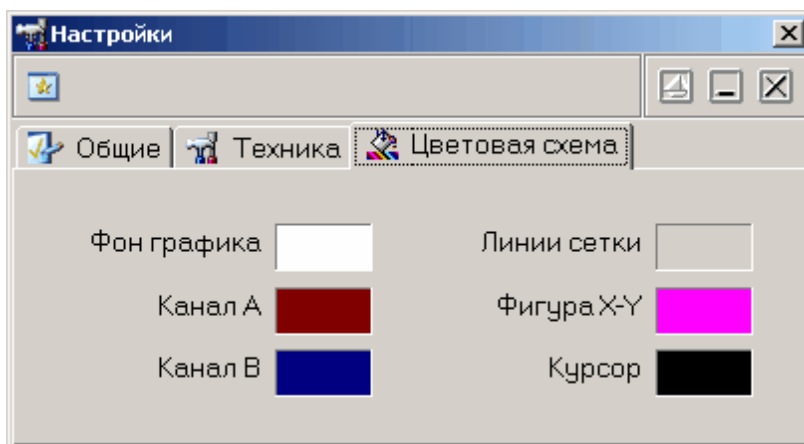 Настройки
Общие Техника Цветовая схема
Фон графика Линии сетки
Канал A Фигура X-Y
Канал B Курсор